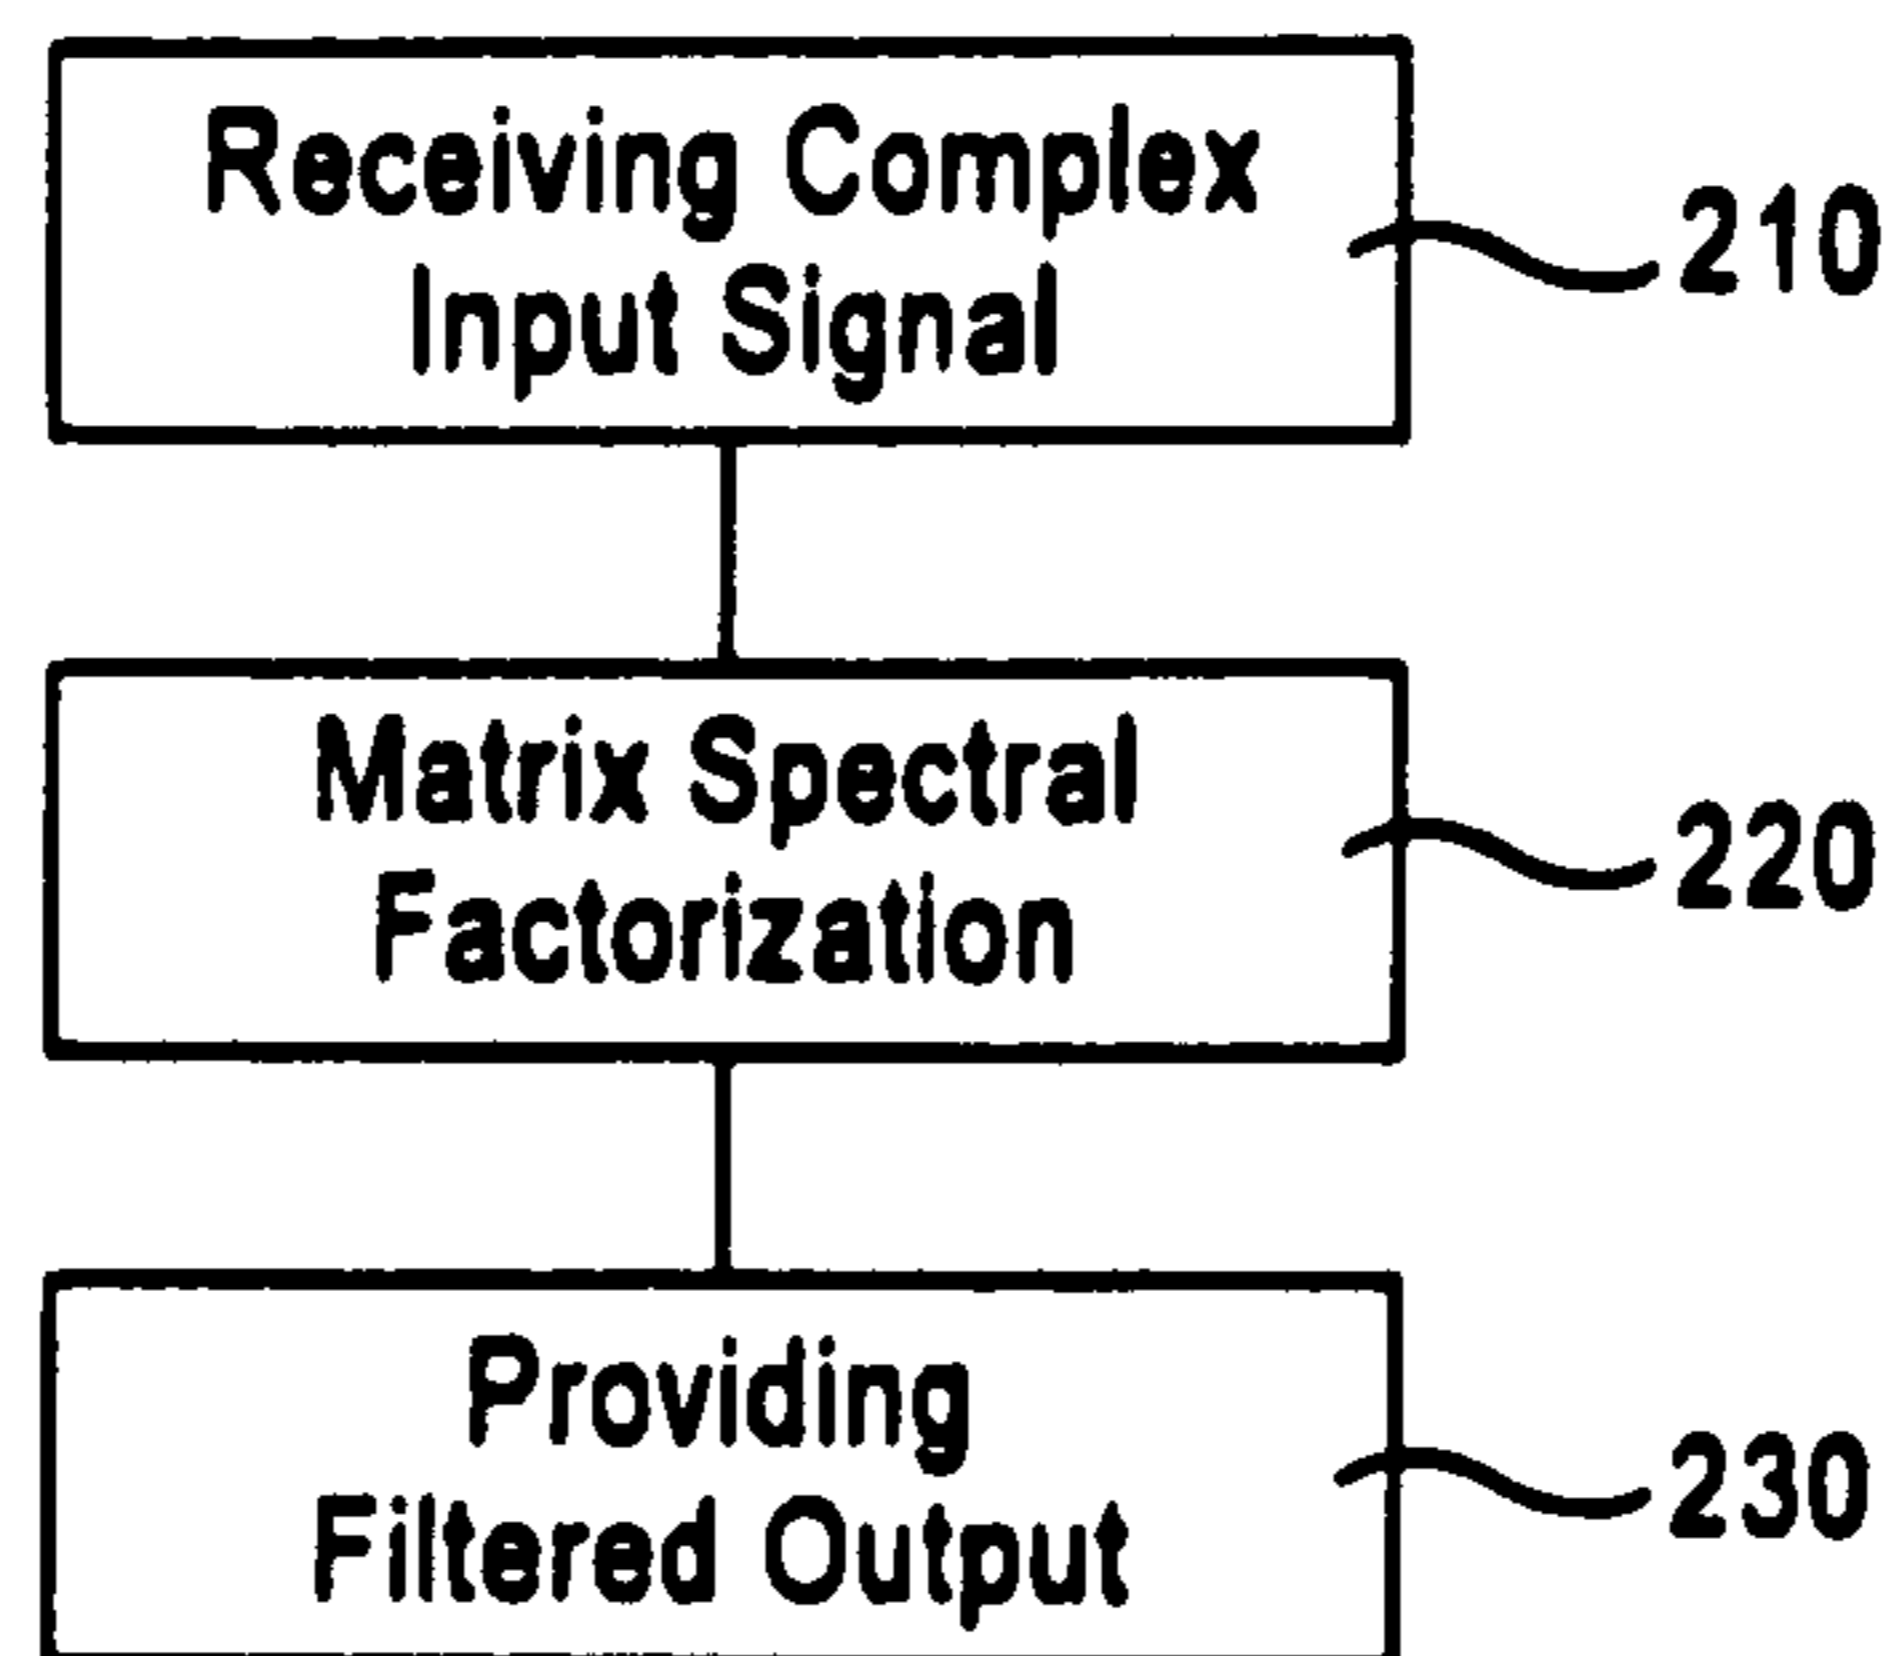 Receiving Complex
Input Signal
210
Matrix Spectral
Factorization
220
Providing
Filtered Output
230